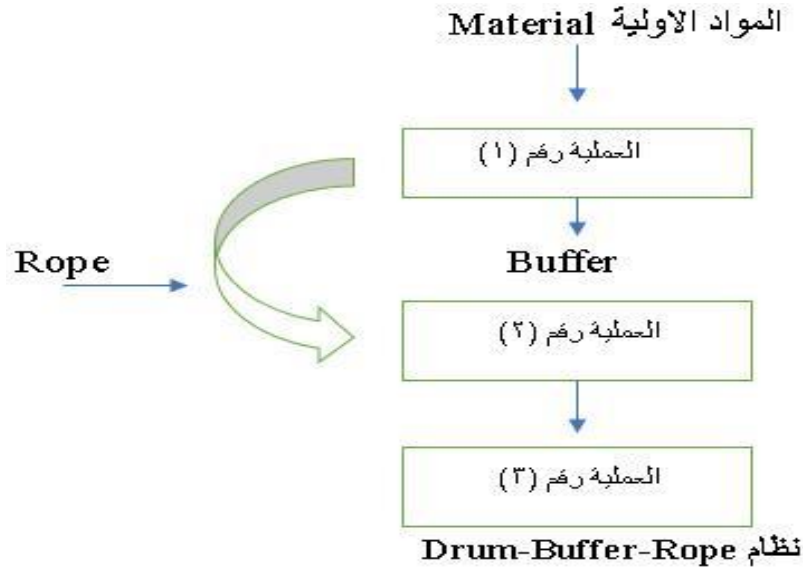 المواد الاولية Material
العملية رقم (١)
Rope
Buffer
العملية رقم (٢)
العملية رقم (٣)
نظام Drum-Buffer-Rope